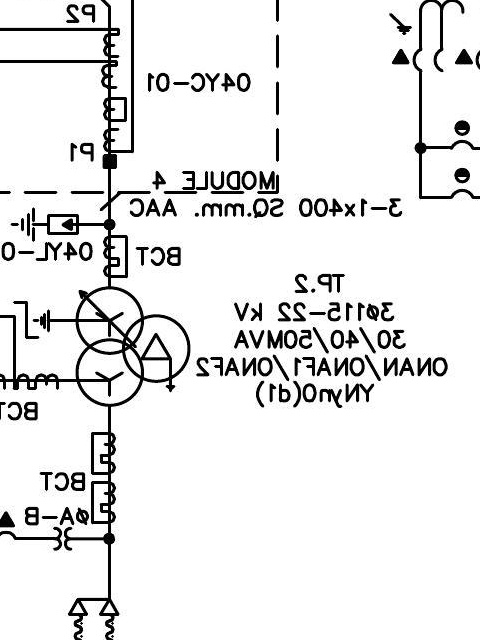 P2
04YC-01
P1
MODULE 4
3-1x400 SQ.mm. AAC
04YL-0
BCT
TP.2
3ø115-22 kV
30/40/50MVA
ONAN/ONAF1/ONAF2
YNyn0(d1)
BCT
BCT
øA-B